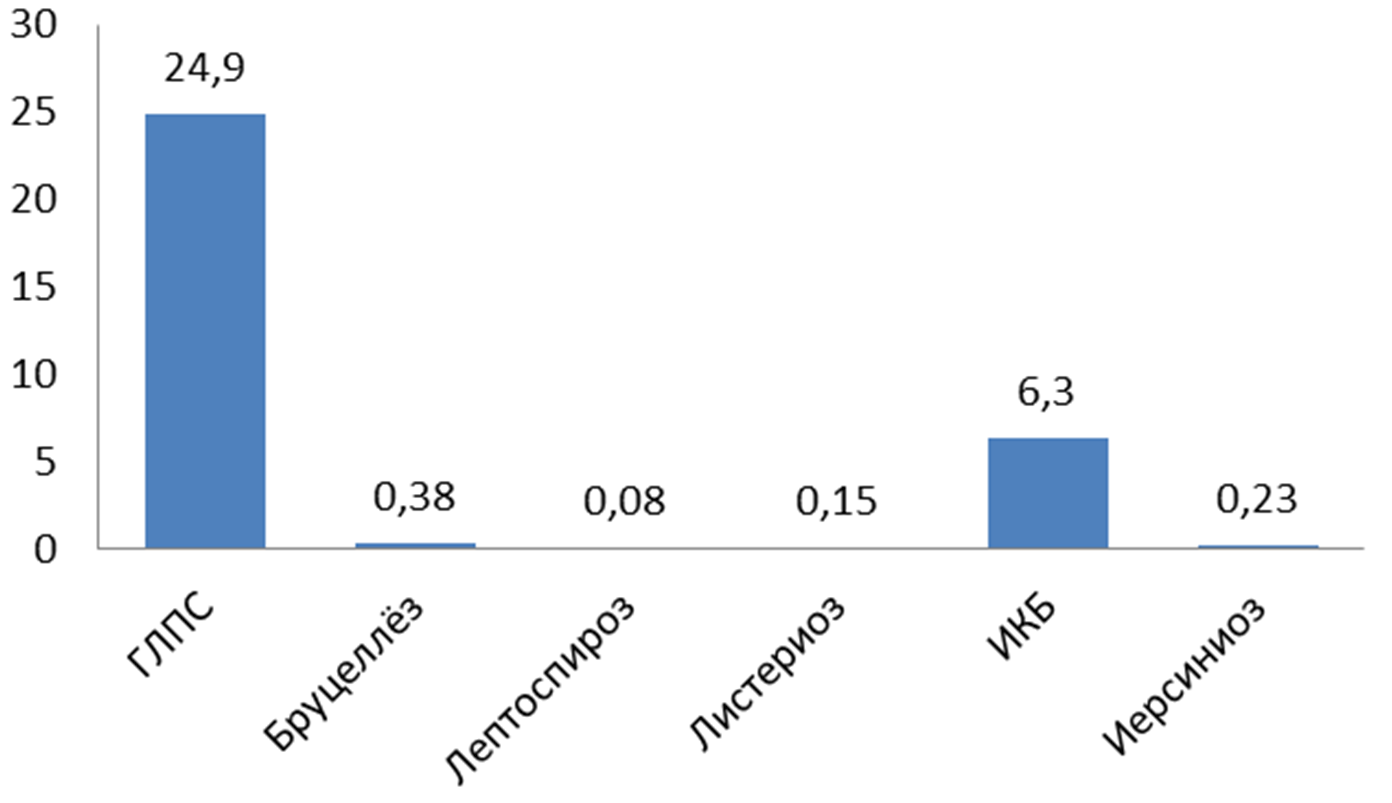 30
25
20
15
10
5
0
24,9
0,38
0,08
0,15
6,3
0,23
ГЛПС
Бруцеллёз
Лептоспироз
Листериоз
ИКБ
Иерсиниоз